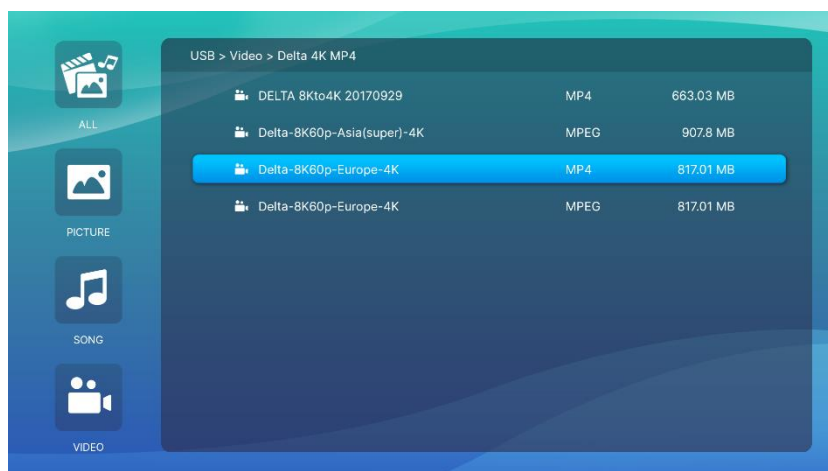 USB > Video > Delta 4K MP4
DELTA 8Kto4K 20170929 MP4 663.03 MB
Delta-8K60p-Asia(super)-4K MPEG 907.8 MB
Delta-8K60p-Europe-4K MP4 817.01 MB
Delta-8K60p-Europe-4K MPEG 817.01 MB
ALL
PICTURE
SONG
VIDEO